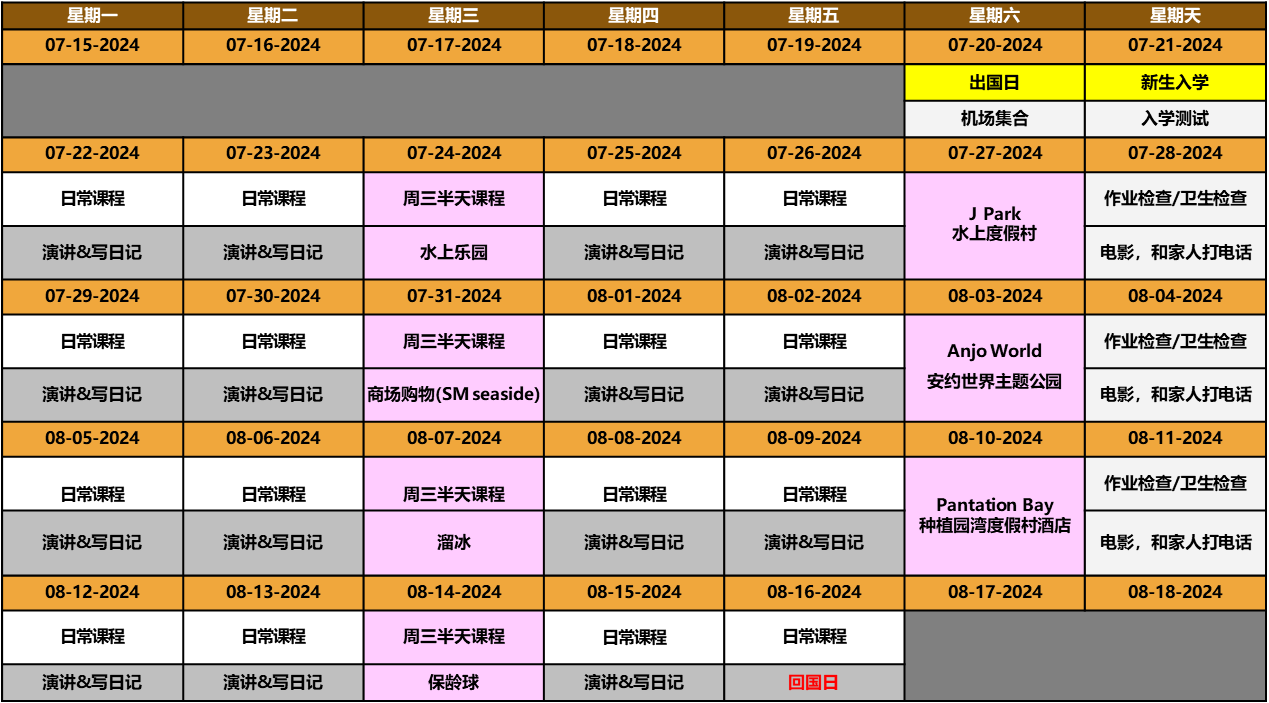 星期一 星期二 星期三 星期四 星期五 星期六 星期天
07-15-2024 07-16-2024 07-17-2024 07-18-2024 07-19-2024 07-20-2024 07-21-2024
出国日 新生入学
机场集合 入学测试
07-22-2024 07-23-2024 07-24-2024 07-25-2024 07-26-2024 07-27-2024 07-28-2024
日常课程 日常课程 周三半天课程 日常课程 日常课程 J Park 作业检查/卫生检查
水上度假村
演讲&写日记 演讲&写日记 水上乐园 演讲&写日记 演讲&写日记 电影，和家人打电话
07-29-2024 07-30-2024 07-31-2024 08-01-2024 08-02-2024 08-03-2024 08-04-2024
日常课程 日常课程 周三半天课程 日常课程 日常课程 Anjo World 作业检查/卫生检查
安约世界主题公园
演讲&写日记 演讲&写日记 商场购物(SM seaside) 演讲&写日记 演讲&写日记 电影，和家人打电话
08-05-2024 08-06-2024 08-07-2024 08-08-2024 08-09-2024 08-10-2024 08-11-2024
日常课程 日常课程 周三半天课程 日常课程 日常课程 Pantation Bay 作业检查/卫生检查
种植园湾度假村酒店
演讲&写日记 演讲&写日记 溜冰 演讲&写日记 演讲&写日记 电影，和家人打电话
08-12-2024 08-13-2024 08-14-2024 08-15-2024 08-16-2024 08-17-2024 08-18-2024
日常课程 日常课程 周三半天课程 日常课程 日常课程
演讲&写日记 演讲&写日记 保龄球 演讲&写日记 回国日